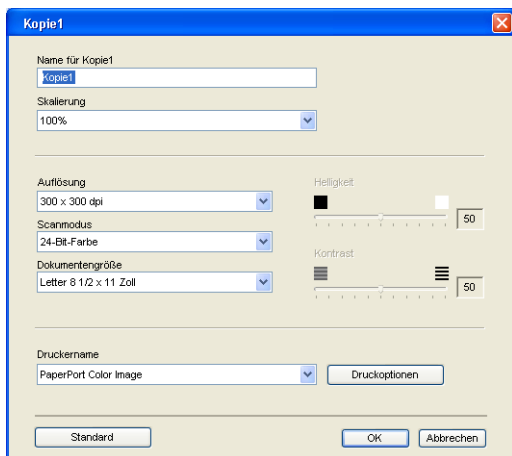 Kopie1
Name für Kopie1
Kopie1
Skalierung
100%
Auflösung
300 x 300 dpi
Scanmodus
24-Bit-Farbe
Dokumentengröße
Letter 8 1/2 x 11 Zoll
Helligkeit
50
Kontrast
50
Druckername
PaperPort Color Image
Druckoptionen
Standard
OK
Abbrechen